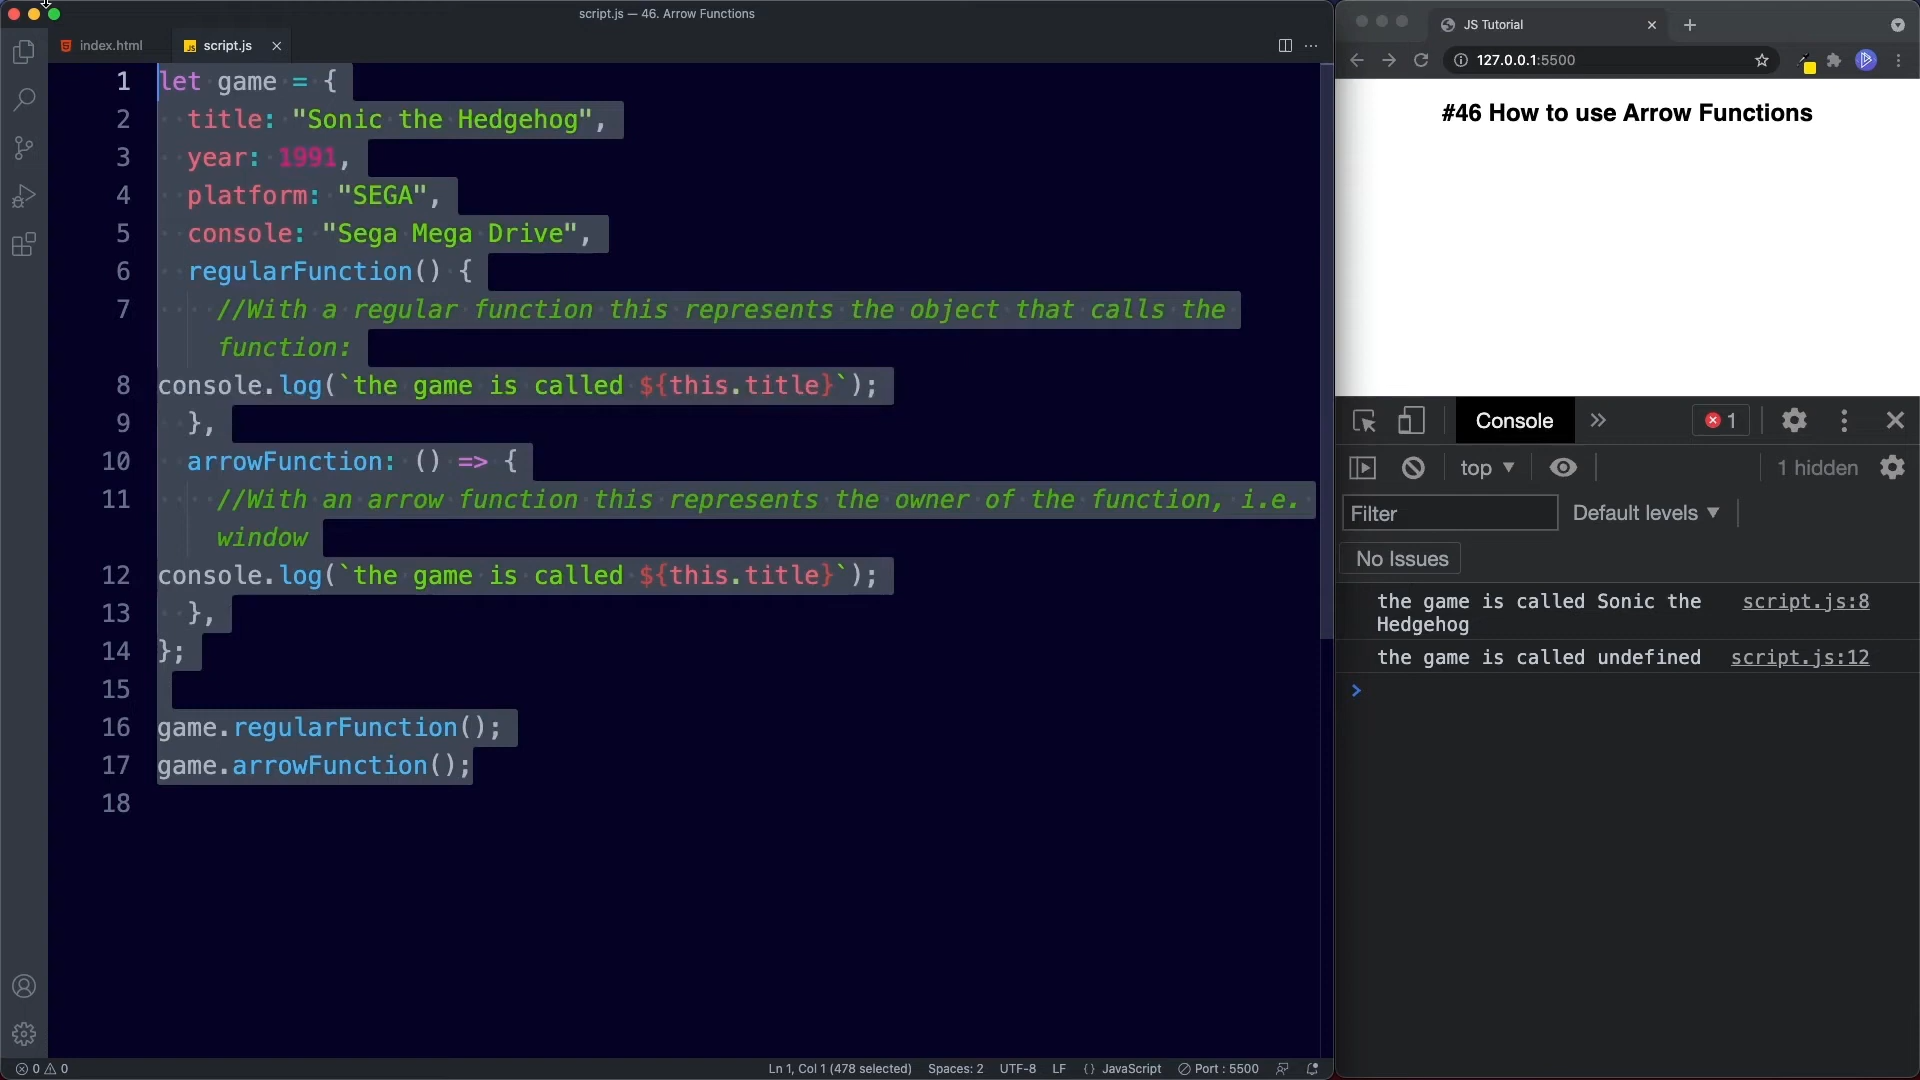 script.js — 46. Arrow Functions
index.html
script.js
1 let game = {
2 title: "Sonic the Hedgehog",
3 year: 1991,
4 platform: "SEGA",
5 console: "Sega Mega Drive",
6 regularFunction() {
7 //With a regular function this represents the object that calls the
function:
8 console.log(`the game is called ${this.title}`);
9 },
10 arrowFunction: () => {
11 //With an arrow function this represents the owner of the function, i.e.
window
12 console.log(`the game is called ${this.title}`);
13 },
14 };
15
16 game.regularFunction();
17 game.arrowFunction();
18
0 0
Ln 1, Col 1 (478 selected) Spaces: 2 UTF-8 LF {} JavaScript Port : 5500
JS Tutorial
127.0.0.1:5500
#46 How to use Arrow Functions
Console 1
top 1 hidden
Filter Default levels
No Issues
the game is called Sonic the script.js:8
Hedgehog
the game is called undefined script.js:12